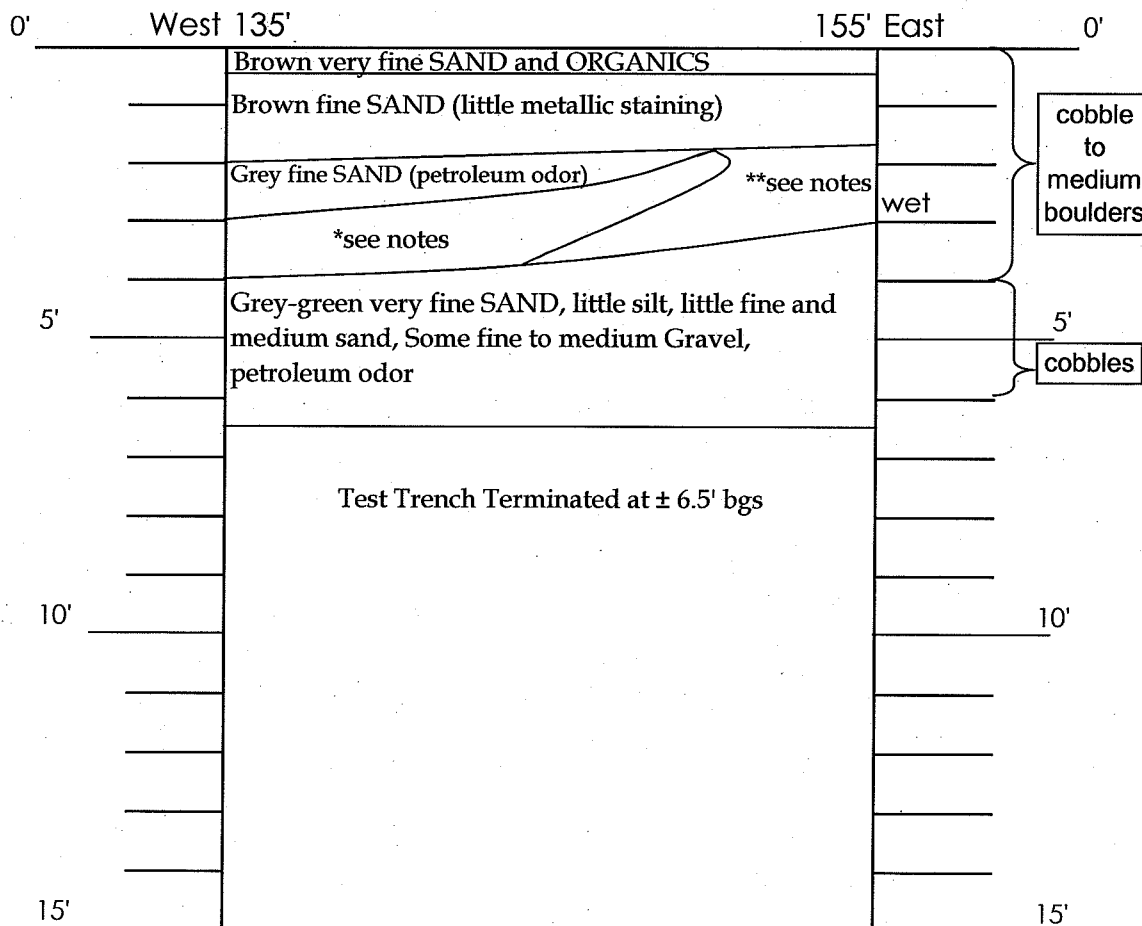 0' West 135' 155' East 0'
Brown very fine SAND and ORGANICS
Brown fine SAND (little metallic staining)
cobble
to
medium
boulders
Grey fine SAND (petroleum odor)
**see notes
wet
*see notes
Grey-green very fine SAND, little silt, little fine and
medium sand, Some fine to medium Gravel,
petroleum odor
5'
5'
cobbles
Test Trench Terminated at ± 6.5' bgs
10'
10'
15'
15'